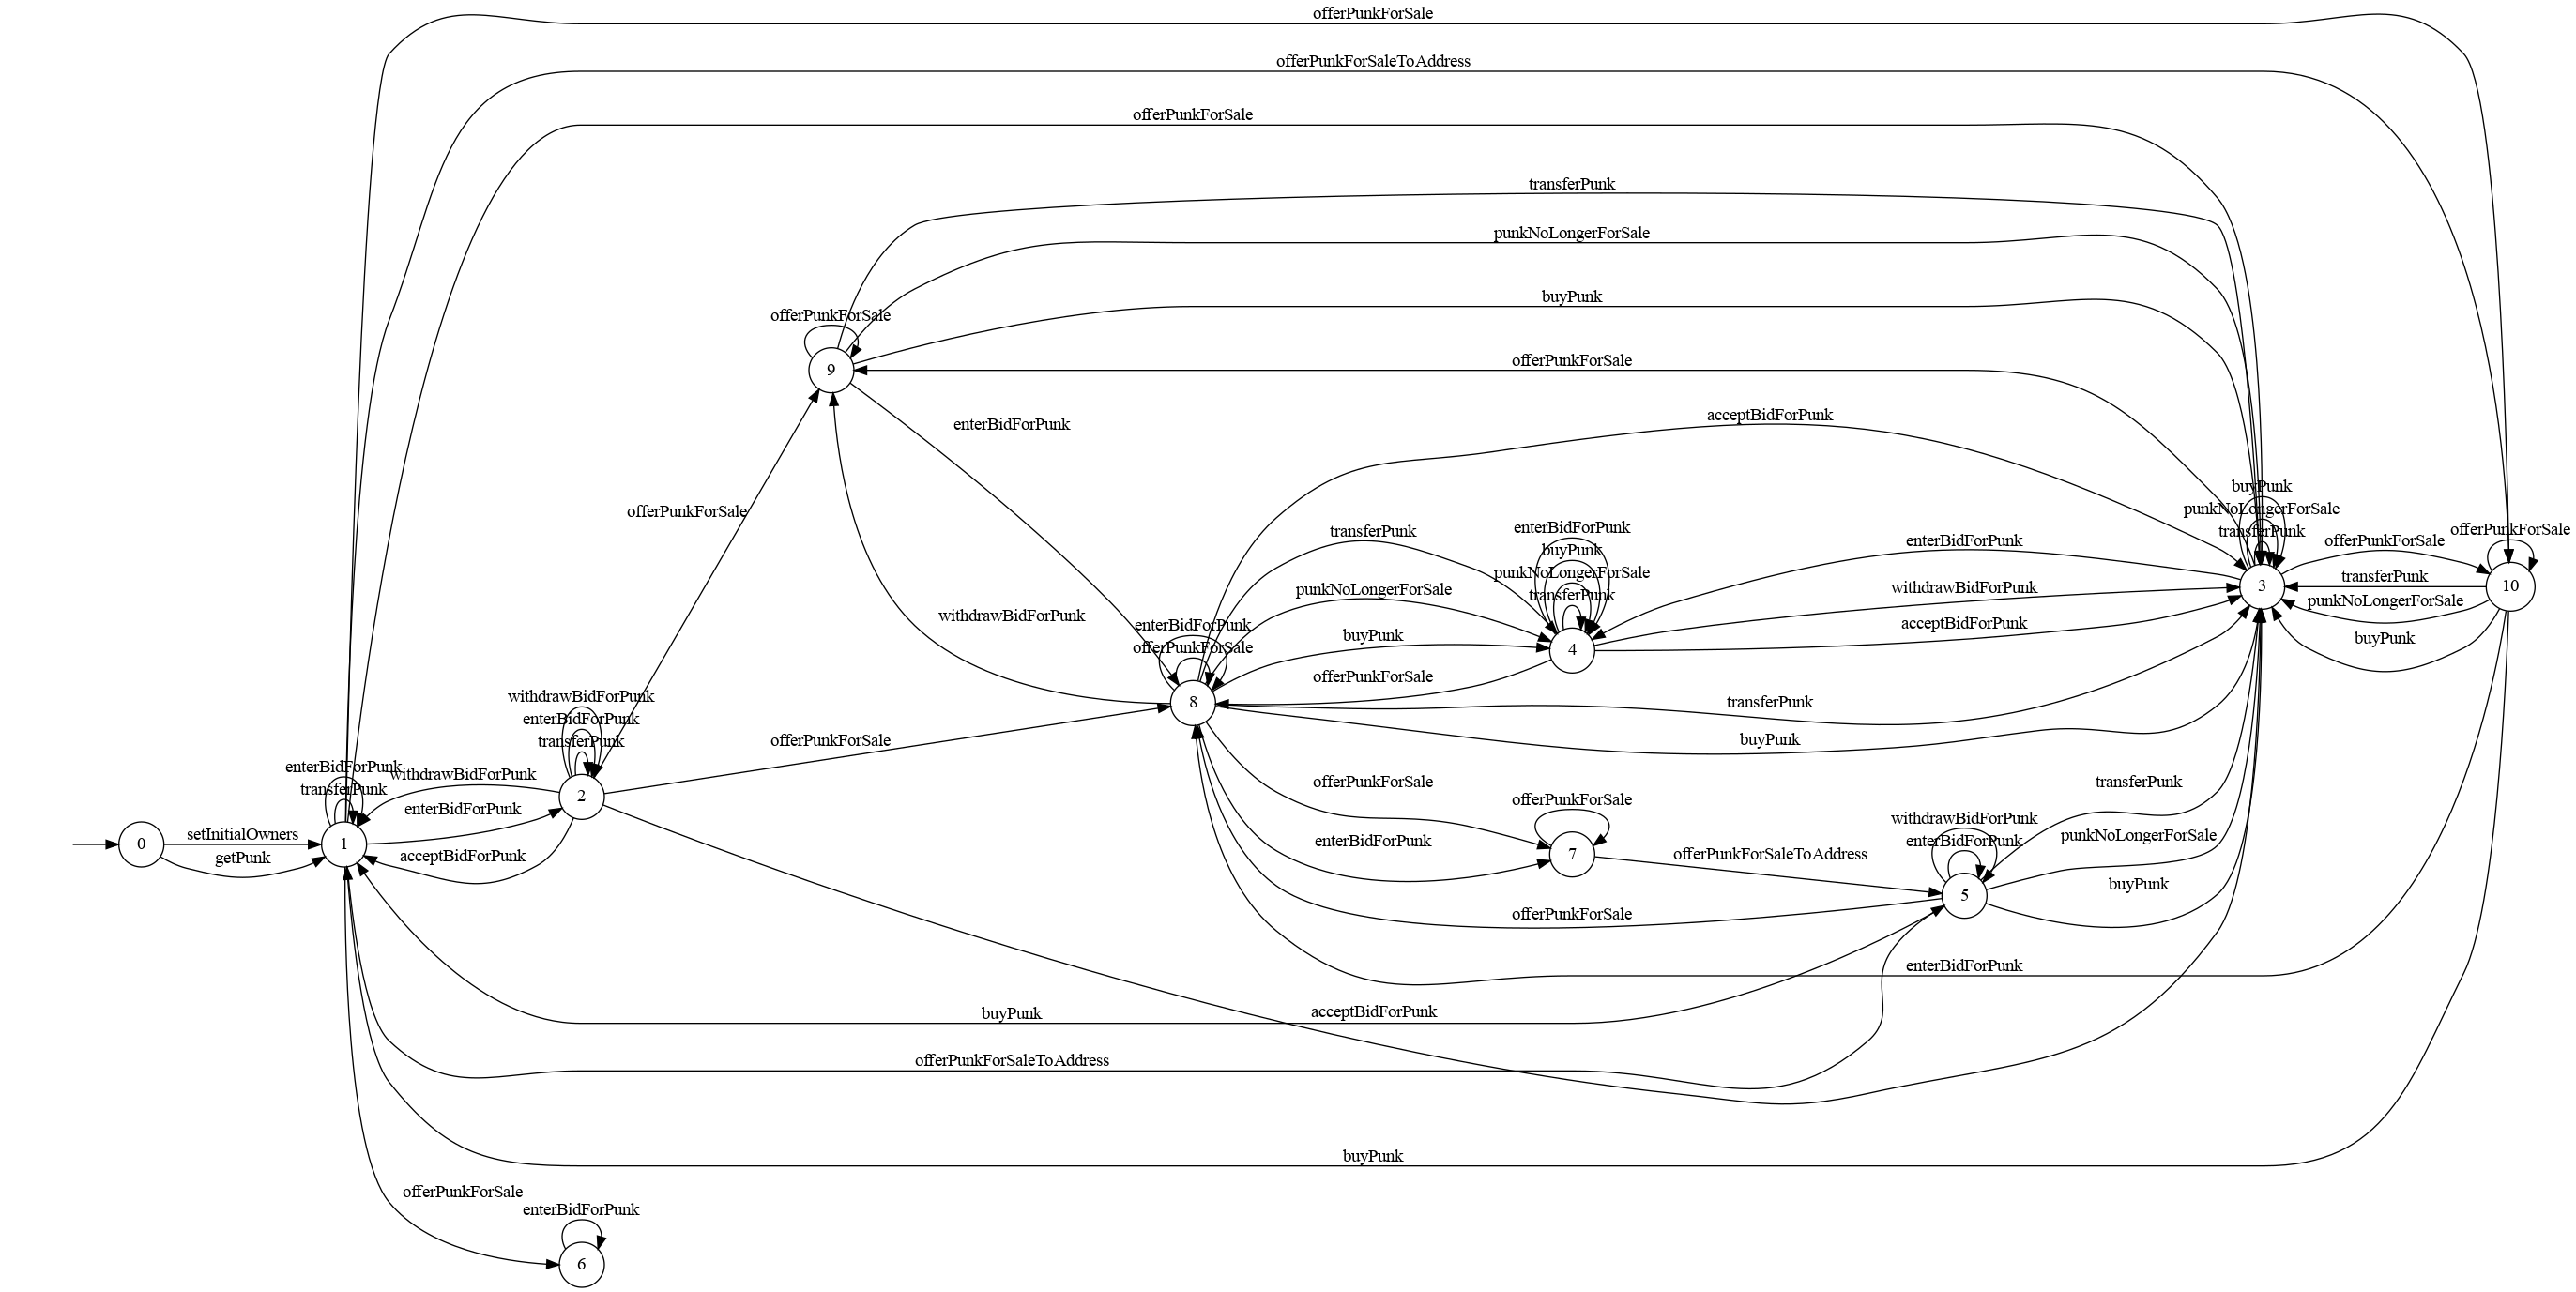 offerPunkForSale
offerPunkForSaleToAddress
offerPunkForSale
transferPunk
punkNoLongerForSale
buyPunk
offerPunkForSale
9
offerPunkForSale
enterBidForPunk
acceptBidForPunk
offerPunkForSale
withdrawBidForPunk
transferPunk
punkNoLongerForSale
buyPunk
offerPunkForSale
enterBidForPunk
buyPunk
punkNoLongerForSale
transferPunk
4
enterBidForPunk
withdrawBidForPunk
acceptBidForPunk
buyPunk
punkNoLongerForSale
transferPunk
3
offerPunkForSale
transferPunk
punkNoLongerForSale
buyPunk
offerPunkForSale
10
enterBidForPunk
offerPunkForSale
8
transferPunk
buyPunk
withdrawBidForPunk
enterBidForPunk
transferPunk
2
offerPunkForSale
enterBidForPunk
transferPunk
withdrawBidForPunk
enterBidForPunk
acceptBidForPunk
0
setInitialOwners
getPunk
1
offerPunkForSale
enterBidForPunk
offerPunkForSale
7
offerPunkForSaleToAddress
withdrawBidForPunk
enterBidForPunk
5
transferPunk
punkNoLongerForSale
buyPunk
offerPunkForSale
enterBidForPunk
buyPunk
acceptBidForPunk
offerPunkForSaleToAddress
buyPunk
offerPunkForSale
enterBidForPunk
6